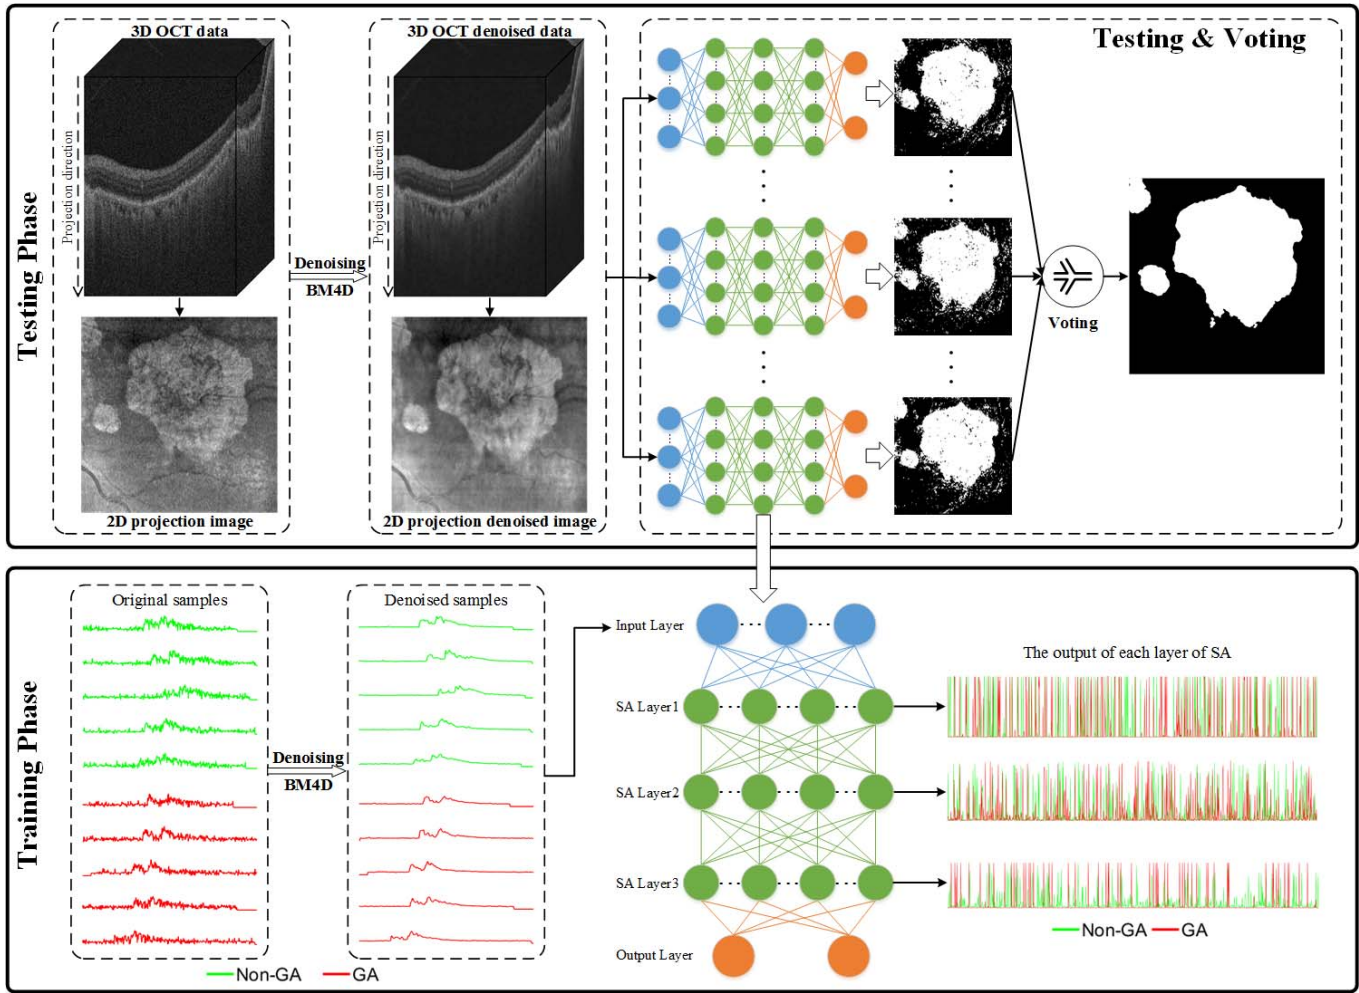 Testing Phase
3D OCT data
Projection direction
2D projection image
Denoising
BM4D
3D OCT denoised data
Projection direction
2D projection denoised image
Testing & Voting
Voting
Training Phase
Original samples
Denoising
BM4D
Denoised samples
Non-GA
GA
Input Layer
SA Layer1
SA Layer2
SA Layer3
Output Layer
The output of each layer of SA
Non-GA
GA